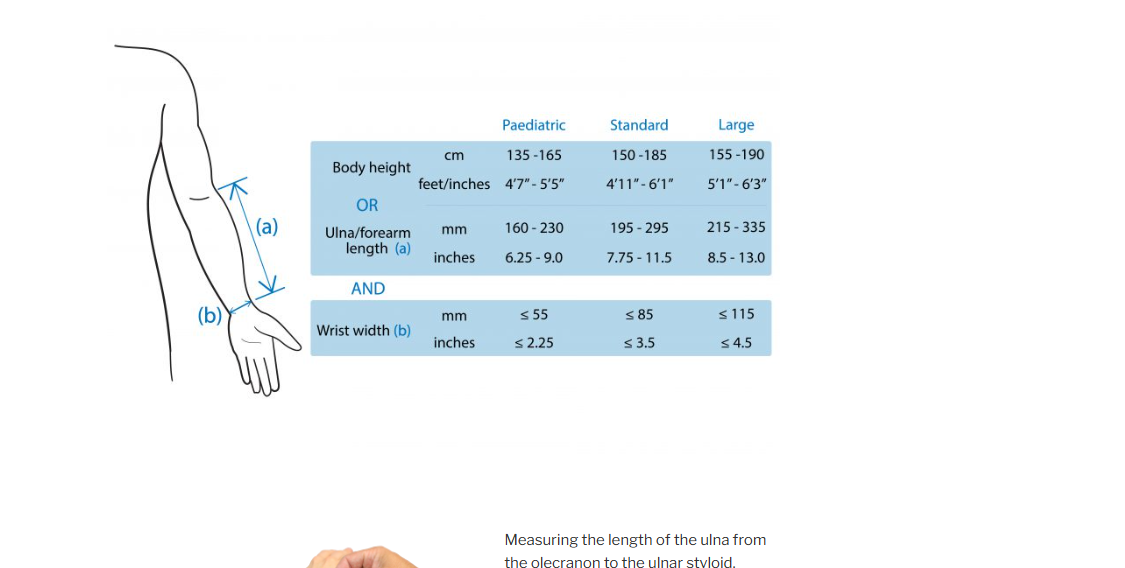 Paediatric Standard Large
Body height cm 135 -165 150 -185 155 -190
feet/inches 4'7" - 5'5" 4'11" - 6'1" 5'1" - 6'3"
OR
Ulna/forearm length (a) mm 160 - 230 195 - 295 215 - 335
inches 6.25 - 9.0 7.75 - 11.5 8.5 - 13.0
(a)
AND
(b)
Wrist width (b) mm ≤ 55 ≤ 85 ≤ 115
inches ≤ 2.25 ≤ 3.5 ≤ 4.5
Measuring the length of the ulna from
the olecranon to the ulnar styloid.